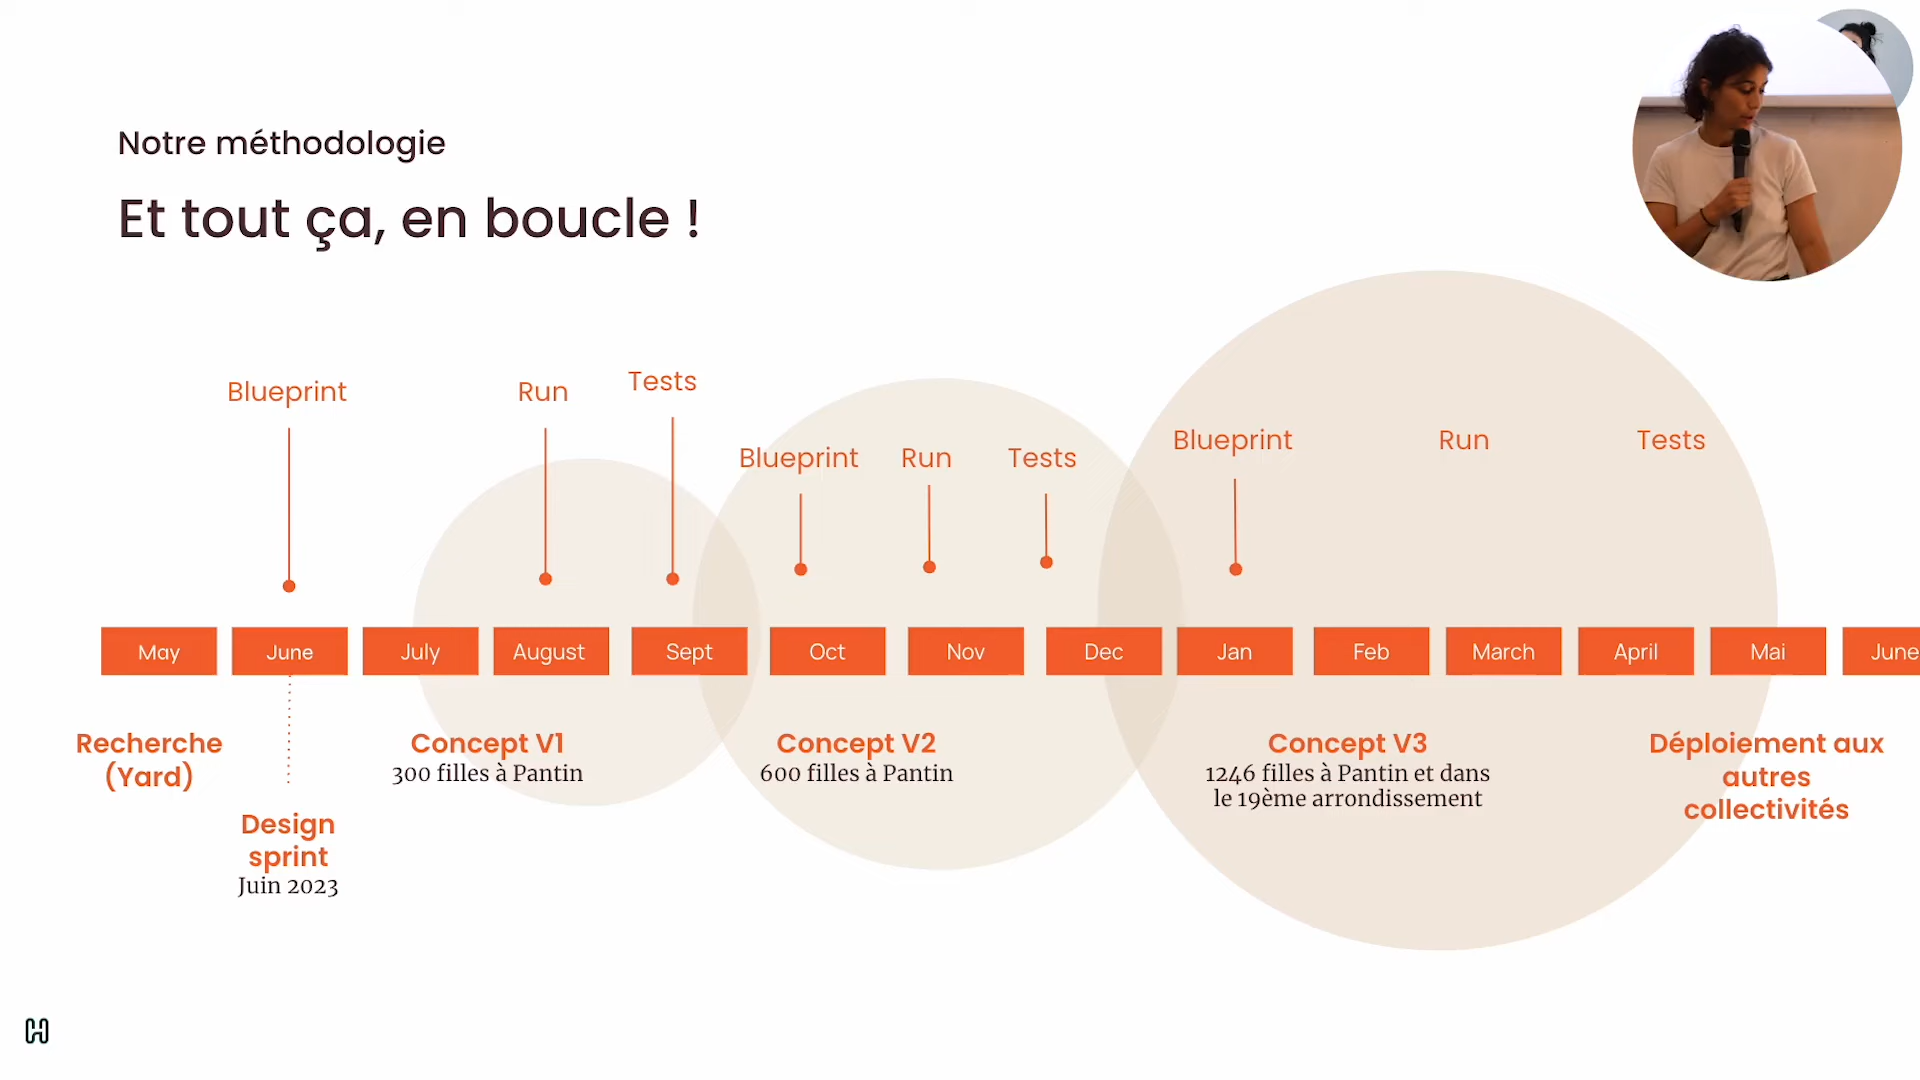 Notre méthodologie
Et tout ça, en boucle !
Blueprint
Run
Tests
Blueprint
Run
Tests
Blueprint
Run
Tests
May
June
July
August
Sept
Oct
Nov
Dec
Jan
Feb
March
April
Mai
June
Recherche
(Yard)
Design
sprint
Juin 2023
Concept V1
300 filles à Pantin
Concept V2
600 filles à Pantin
Concept V3
1246 filles à Pantin et dans
le 19ème arrondissement
Déploiement aux
autres
collectivités